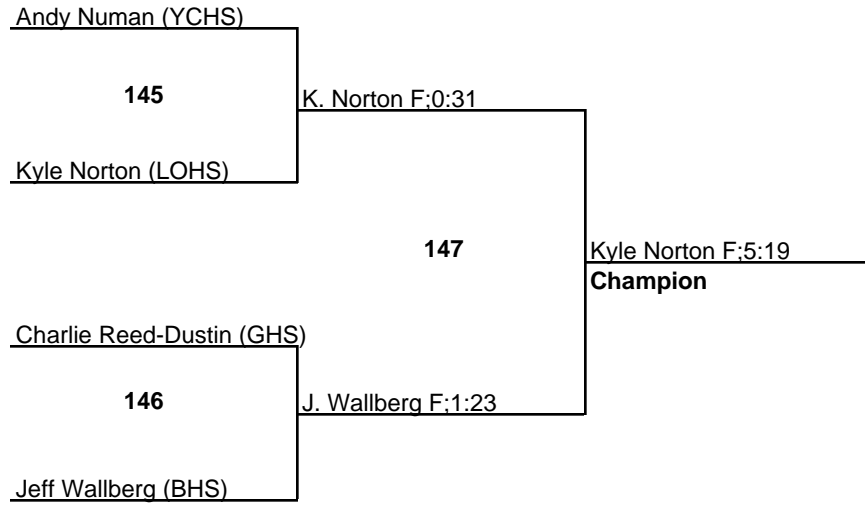 Andy Numan (YCHS)
145
K. Norton F;0:31
Kyle Norton (LOHS)
147
Kyle Norton F;5:19
Champion
Charlie Reed-Dustin (GHS)
146
J. Wallberg F;1:23
Jeff Wallberg (BHS)